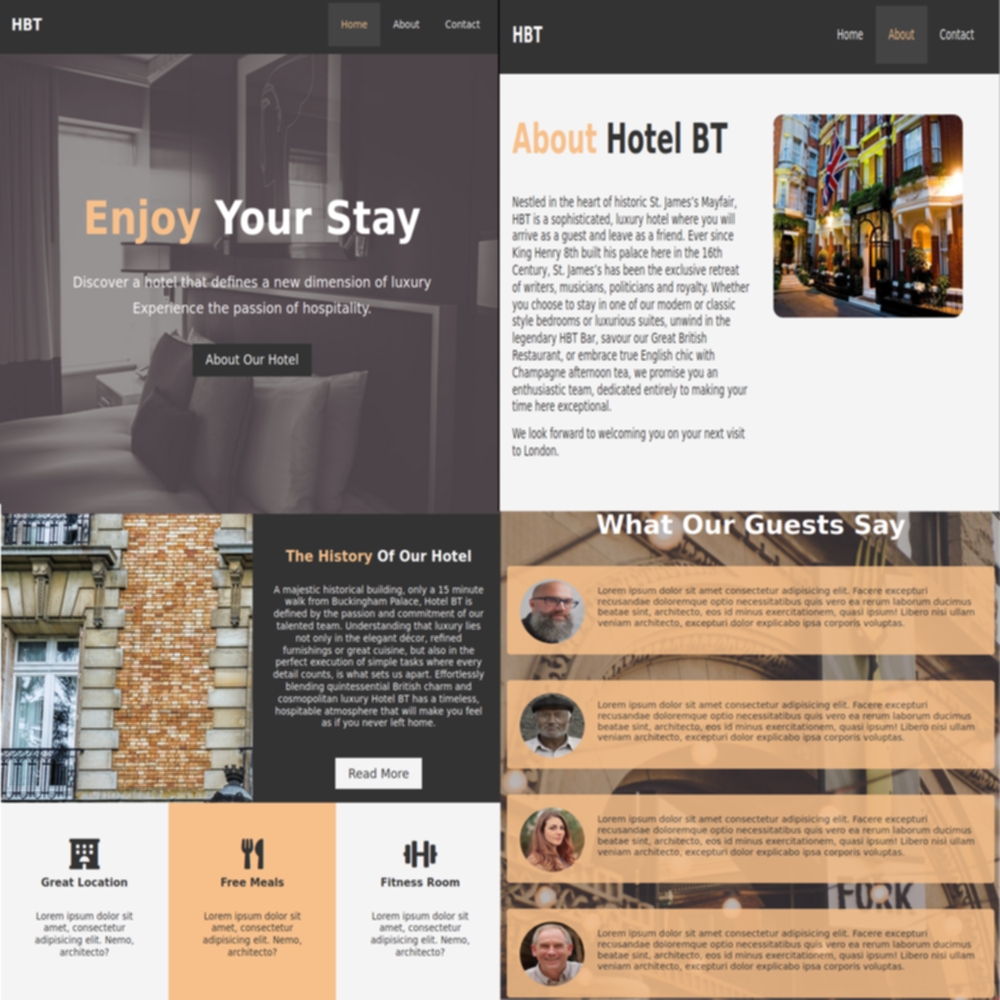 HBT
Home About Contact
Enjoy Your Stay
Discover a hotel that defines a new dimension of luxury
Experience the passion of hospitality.
About Our Hotel
The History Of Our Hotel
A majestic historical building, only a 15 minute
walk from Buckingham Palace, Hotel BT is
defined by the passion and commitment of our
talented team. Understanding that luxury lies
not only in the elegant décor, refined
furnishings or great cuisine, but also in the
perfect execution of simple tasks where every
detail counts, is what sets us apart. Effortlessly
blending quintessential British charm and
cosmopolitan luxury Hotel BT has a timeless,
hospitable atmosphere that will make you feel
as if you never left home.
Read More
Great Location
Lorem ipsum dolor sit
amet, consectetur
adipisicing elit. Nemo,
architecto?
Free Meals
Lorem ipsum dolor sit
amet, consectetur
adipisicing elit. Nemo,
architecto?
Fitness Room
Lorem ipsum dolor sit
amet, consectetur
adipisicing elit. Nemo,
architecto?
HBT
Home About Contact
About Hotel BT
Nestled in the heart of historic St. James's Mayfair,
HBT is a sophisticated, luxury hotel where you will
arrive as a guest and leave as a friend. Ever since
King Henry 8th built his palace here in the 16th
Century, St. James's has been the exclusive retreat
of writers, musicians, politicians and royalty. Whether
you choose to stay in one of our modern or classic
style bedrooms or luxurious suites, unwind in the
legendary HBT Bar, savour our Great British
Restaurant, or embrace true English chic with
Champagne afternoon tea, we promise you an
enthusiastic team, dedicated entirely to making your
time here exceptional.
We look forward to welcoming you on your next visit
to London.
What Our Guests Say
Lorem ipsum dolor sit amet consectetur adipisicing elit. Facere excepturi
recusandae doloremque optio necessitatibus quis vero ea rerum laborum ducimus
beatae sint, architecto, eos id minus exercitationem, quasi ipsum! Libero nisi ullam
veniam architecto, excepturi dolor explicabo ipsa corporis voluptas.
Lorem ipsum dolor sit amet consectetur adipisicing elit. Facere excepturi
recusandae doloremque optio necessitatibus quis vero ea rerum laborum ducimus
beatae sint, architecto, eos id minus exercitationem, quasi ipsum! Libero nisi ullam
veniam architecto, excepturi dolor explicabo ipsa corporis voluptas.
Lorem ipsum dolor sit amet consectetur adipisicing elit. Facere excepturi
recusandae doloremque optio necessitatibus quis vero ea rerum laborum ducimus
beatae sint, architecto, eos id minus exercitationem, quasi ipsum! Libero nisi ullam
veniam architecto, excepturi dolor explicabo ipsa corporis voluptas.
FORK
Lorem ipsum dolor sit amet consectetur adipisicing elit. Facere excepturi
recusandae doloremque optio necessitatibus quis vero ea rerum laborum ducimus
beatae sint, architecto, eos id minus exercitationem, quasi ipsum! Libero nisi ullam
veniam architecto, excepturi dolor explicabo ipsa corporis voluptas.